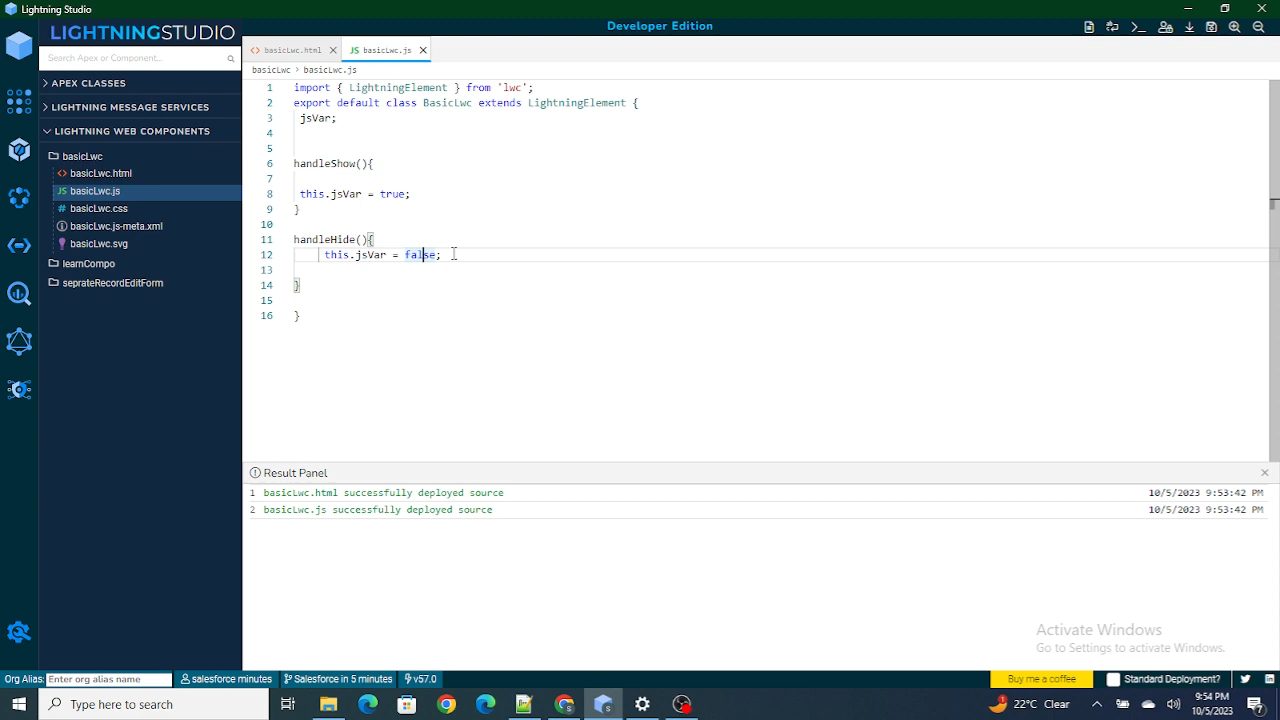 Lightning Studio
LIGHTNINGSTUDIO
Developer Edition
Search Apex or Component...
APEX CLASSES
LIGHTNING MESSAGE SERVICES
LIGHTNING WEB COMPONENTS
basicLwc
<> basicLwc.html
JS basicLwc.js
# basicLwc.css
basicLwc.js-meta.xml
basicLwc.svg
learnCompo
seprateRecordEditForm
<> basicLwc.html
JS basicLwc.js
basicLwc > basicLwc.js
1 import { LightningElement } from 'lwc';
2 export default class BasicLwc extends LightningElement {
3 jsVar;
4
5
6 handleShow(){
7
8 this.jsVar = true;
9 }
10
11 handleHide(){
12 this.jsVar = false;
13
14 }
15
16 }
Result Panel
1 basicLwc.html successfully deployed source 10/5/2023 9:53:42 PM
2 basicLwc.js successfully deployed source 10/5/2023 9:53:42 PM
Activate Windows
Go to Settings to activate Windows.
Org Alias: Enter org alias name salesforce minutes Salesforce in 5 minutes v57.0 Buy me a coffee Standard Deployment?
Type here to search
1 22°C Clear
9:54 PM
10/5/2023
7